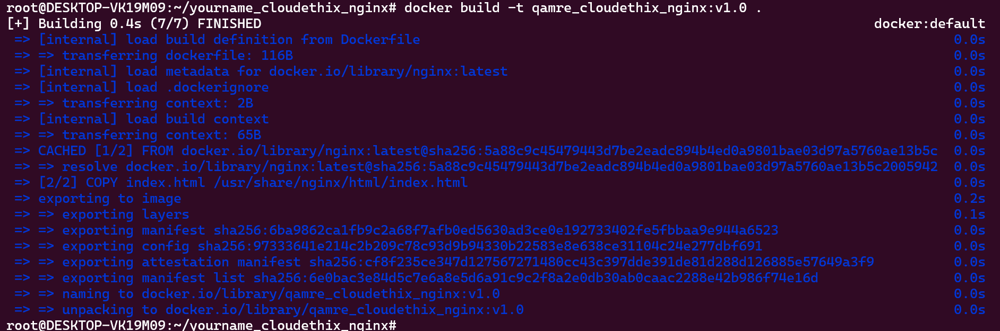 root@DESKTOP-VK19M09:~/yourname_cloudethix_nginx# docker build -t qamre_cloudethix_nginx:v1.0 .
[+] Building 0.4s (7/7) FINISHED docker:default
=> [internal] load build definition from Dockerfile 0.0s
=> => transferring dockerfile: 116B 0.0s
=> [internal] load metadata for docker.io/library/nginx:latest 0.0s
=> [internal] load .dockerignore 0.0s
=> => transferring context: 2B 0.0s
=> [internal] load build context 0.0s
=> => transferring context: 65B 0.0s
=> CACHED [1/2] FROM docker.io/library/nginx:latest@sha256:5a88c9c45479443d7be2eadc894b4ed0a9801bae03d97a5760ae13b5c 0.0s
=> => resolve docker.io/library/nginx:latest@sha256:5a88c9c45479443d7be2eadc894b4ed0a9801bae03d97a5760ae13b5c2005942 0.0s
=> [2/2] COPY index.html /usr/share/nginx/html/index.html 0.0s
=> exporting to image 0.2s
=> => exporting layers 0.1s
=> => exporting manifest sha256:6ba9862ca1fb9c2a68f7afb0ed5630ad3ce0e192733402fe5fbbaa9e944a6523 0.0s
=> => exporting config sha256:97333641e214c2b209c78c93d9b94330b22583e8e638ce31104c24e277dbf691 0.0s
=> => exporting attestation manifest sha256:cf8f235ce347d127567271480cc43c397dde391de81d288d126885e57649a3f9 0.0s
=> => exporting manifest list sha256:6e0bac3e84d5c7e6a8e5d6a91c9c2f8a2e0db30ab0caac2288e42b986f74e16d 0.0s
=> => naming to docker.io/library/qamre_cloudethix_nginx:v1.0 0.0s
=> => unpacking to docker.io/library/qamre_cloudethix_nginx:v1.0 0.0s
root@DESKTOP-VK19M09:~/yourname_cloudethix_nginx#